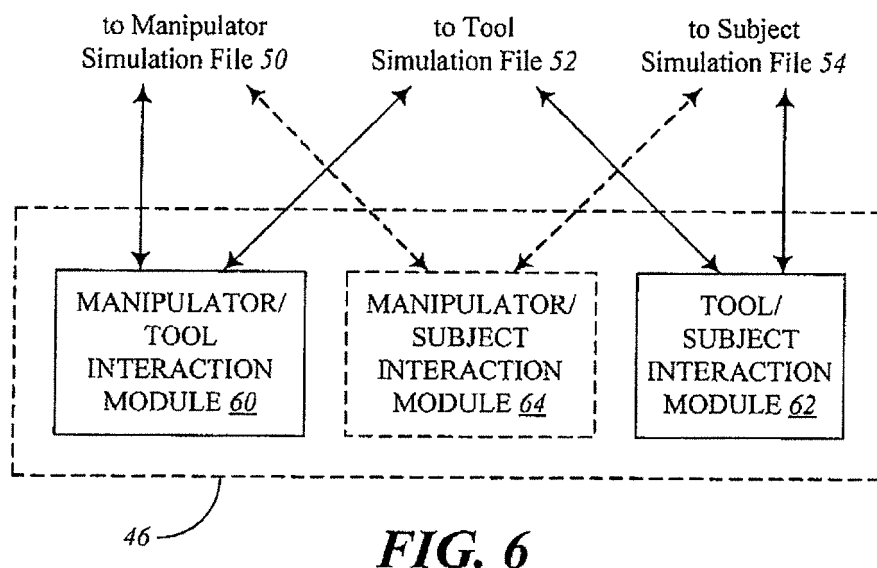 to Manipulator
Simulation File 50
to Tool
Simulation File 52
to Subject
Simulation File 54
MANIPULATOR/
TOOL
INTERACTION
MODULE 60
MANIPULATOR/
SUBJECT
INTERACTION
MODULE 64
TOOL/
SUBJECT
INTERACTION
MODULE 62
46
FIG. 6